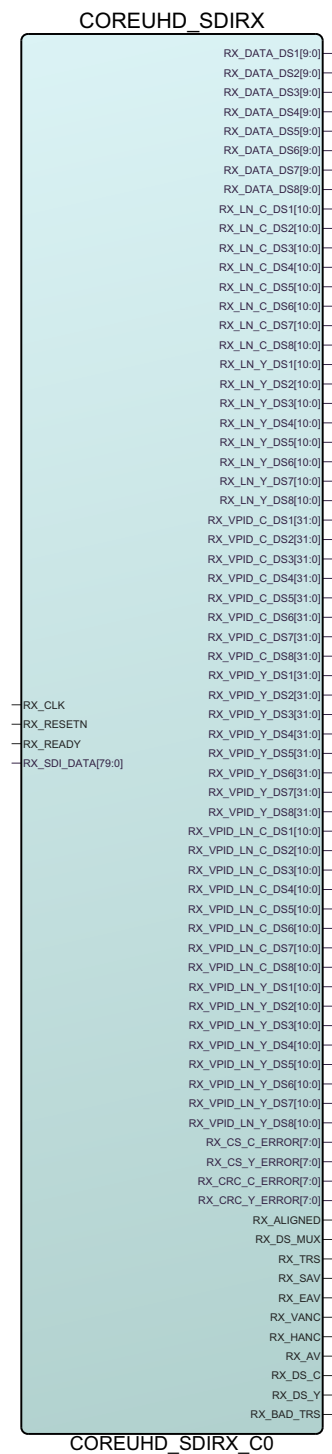 COREUHD_SDIRX
RX_DATA_DS1[9:0]
RX_DATA_DS2[9:0]
RX_DATA_DS3[9:0]
RX_DATA_DS4[9:0]
RX_DATA_DS5[9:0]
RX_DATA_DS6[9:0]
RX_DATA_DS7[9:0]
RX_DATA_DS8[9:0]
RX_LN_C_DS1[10:0]
RX_LN_C_DS2[10:0]
RX_LN_C_DS3[10:0]
RX_LN_C_DS4[10:0]
RX_LN_C_DS5[10:0]
RX_LN_C_DS6[10:0]
RX_LN_C_DS7[10:0]
RX_LN_C_DS8[10:0]
RX_LN_Y_DS1[10:0]
RX_LN_Y_DS2[10:0]
RX_LN_Y_DS3[10:0]
RX_LN_Y_DS4[10:0]
RX_LN_Y_DS5[10:0]
RX_LN_Y_DS6[10:0]
RX_LN_Y_DS7[10:0]
RX_LN_Y_DS8[10:0]
RX_VPID_C_DS1[31:0]
RX_VPID_C_DS2[31:0]
RX_VPID_C_DS3[31:0]
RX_VPID_C_DS4[31:0]
RX_VPID_C_DS5[31:0]
RX_VPID_C_DS6[31:0]
RX_VPID_C_DS7[31:0]
RX_VPID_C_DS8[31:0]
RX_VPID_Y_DS1[31:0]
RX_VPID_Y_DS2[31:0]
RX_VPID_Y_DS3[31:0]
RX_VPID_Y_DS4[31:0]
RX_VPID_Y_DS5[31:0]
RX_VPID_Y_DS6[31:0]
RX_VPID_Y_DS7[31:0]
RX_VPID_Y_DS8[31:0]
RX_CLK
RX_RESETN
RX_READY
RX_SDI_DATA[79:0]
RX_VPID_LN_C_DS1[10:0]
RX_VPID_LN_C_DS2[10:0]
RX_VPID_LN_C_DS3[10:0]
RX_VPID_LN_C_DS4[10:0]
RX_VPID_LN_C_DS5[10:0]
RX_VPID_LN_C_DS6[10:0]
RX_VPID_LN_C_DS7[10:0]
RX_VPID_LN_C_DS8[10:0]
RX_VPID_LN_Y_DS1[10:0]
RX_VPID_LN_Y_DS2[10:0]
RX_VPID_LN_Y_DS3[10:0]
RX_VPID_LN_Y_DS4[10:0]
RX_VPID_LN_Y_DS5[10:0]
RX_VPID_LN_Y_DS6[10:0]
RX_VPID_LN_Y_DS7[10:0]
RX_VPID_LN_Y_DS8[10:0]
RX_CS_C_ERROR[7:0]
RX_CS_Y_ERROR[7:0]
RX_CRC_C_ERROR[7:0]
RX_CRC_Y_ERROR[7:0]
RX_ALIGNED
RX_DS_MUX
RX_TRS
RX_SAV
RX_EAV
RX_VANC
RX_HANC
RX_AV
RX_DS_C
RX_DS_Y
RX_BAD_TRS
COREUHD_SDIRX_C0